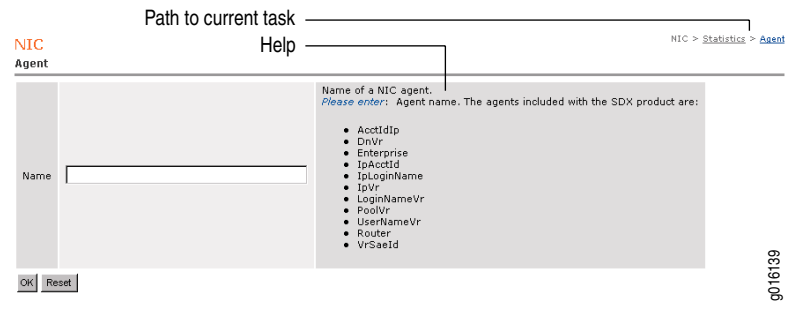 Path to current task
NIC
Help
NIC > Statistics > Agent
Agent
Name
Name of a NIC agent.
Please enter: Agent name. The agents included with the SDX product are:
• AcctIdIp
• DnVr
• Enterprise
• IpAcctId
• IpLoginName
• IpVr
• LoginNameVr
• PoolVr
• UserNameVr
• Router
• VrSaeId
OK Reset
g016139